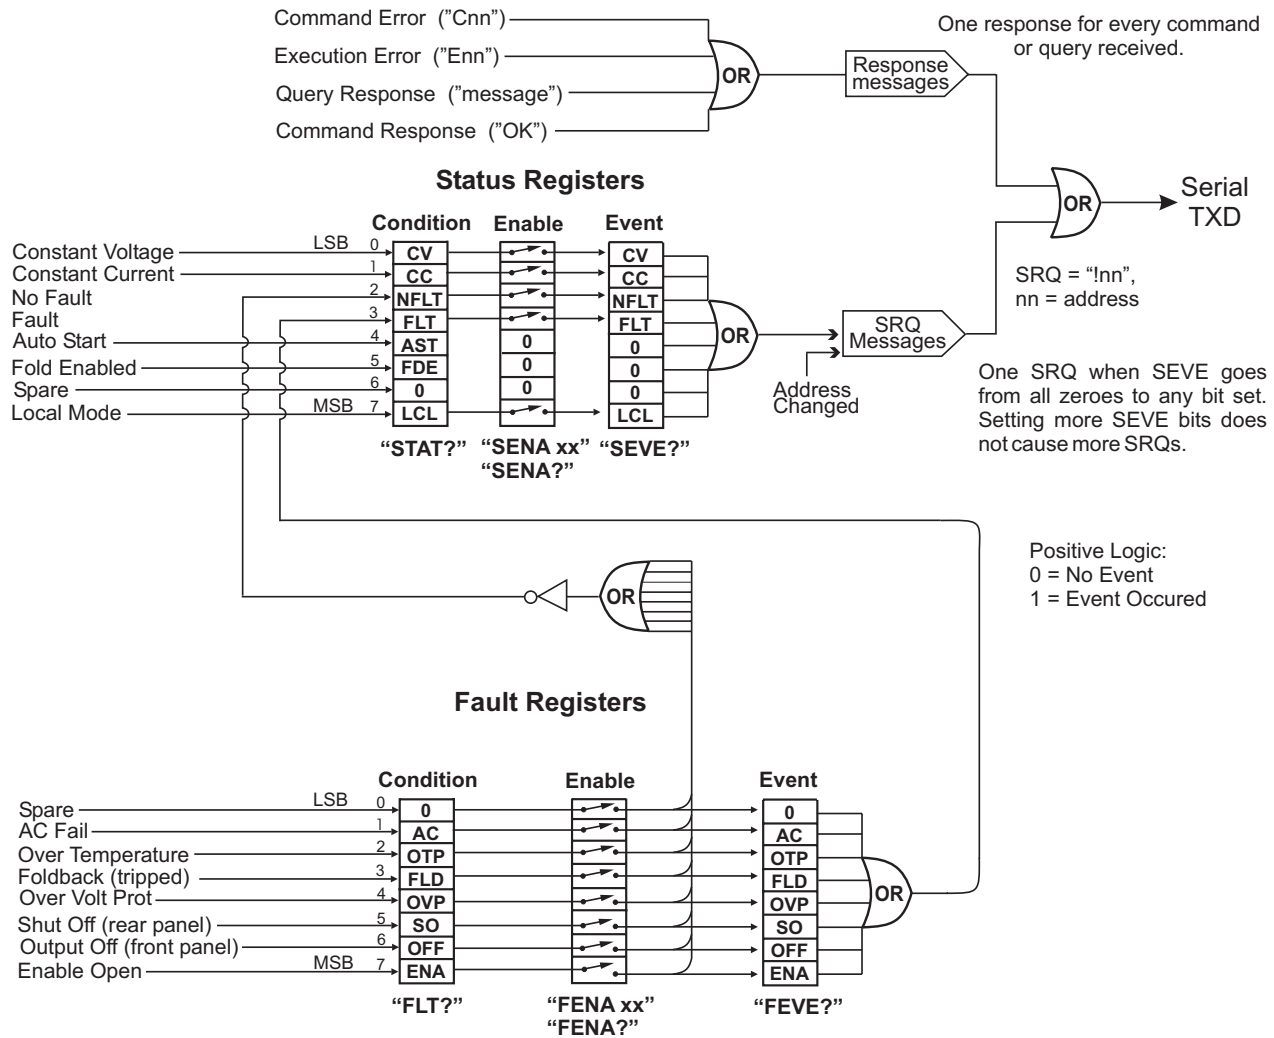 Command Error ("Cnn")
Execution Error ("Enn")
Query Response ("message")
Command Response ("OK")
OR
Response
messages
One response for every command
or query received.
OR
Serial
TXD
Status Registers
Condition
Enable
Event
Constant Voltage
LSB
0
CV
CV
Constant Current
1
CC
CC
No Fault
2
NFLT
NFLT
Fault
3
FLT
FLT
Auto Start
4
AST
0
0
Fold Enabled
5
FDE
0
0
Spare
6
0
0
0
Local Mode
MSB
7
LCL
LCL
OR
SRQ
Messages
Address
Changed
SRQ = “!nn”,
nn = address
One SRQ when SEVE goes
from all zeroes to any bit set.
Setting more SEVE bits does
not cause more SRQs.
“STAT?”
“SENA xx”
“SENA?”
“SEVE?”
Positive Logic:
0 = No Event
1 = Event Occured
OR
Fault Registers
Condition
Enable
Event
Spare
LSB
0
0
0
AC Fail
1
AC
AC
Over Temperature
2
OTP
OTP
Foldback (tripped)
3
FLD
FLD
Over Volt Prot
4
OVP
OVP
Shut Off (rear panel)
5
SO
SO
Output Off (front panel)
6
OFF
OFF
Enable Open
MSB
7
ENA
ENA
OR
“FLT?”
“FENA xx”
“FENA?”
“FEVE?”